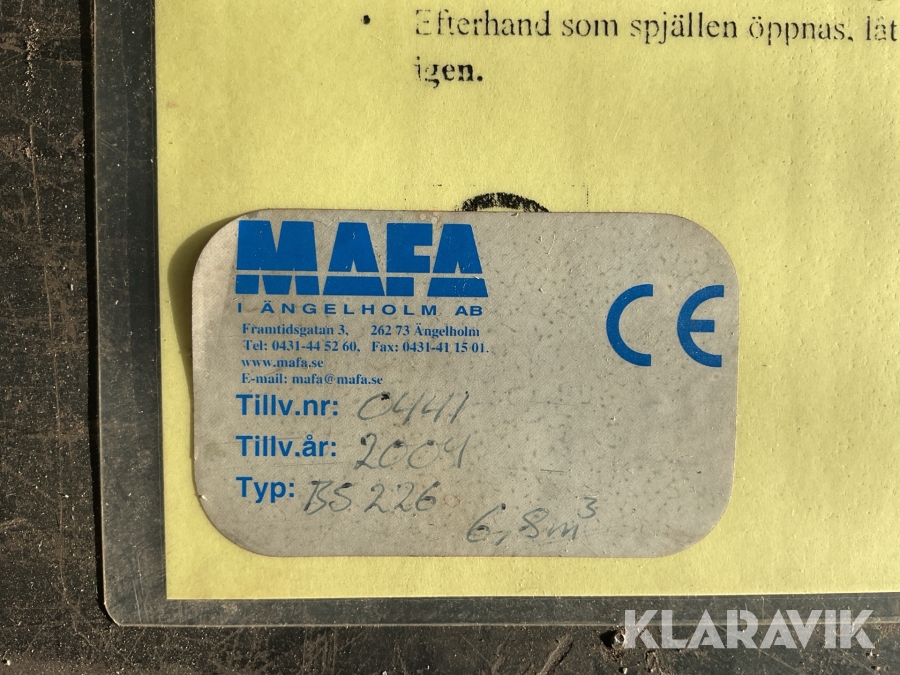 • Efterhand som spjällen öppnas, låt
igen.
MAFA
I ÄNGELHOLM AB
Framtidsgatan 3, 262 73 Ängelholm
Tel: 0431-44 52 60, Fax: 0431-41 15 01.
www.mafa.se
E-mail: mafa@mafa.se
CE
Tillv.nr: 0441
Tillv.år: 2004
Typ: BS 226
6,8m³
KLARAVIK